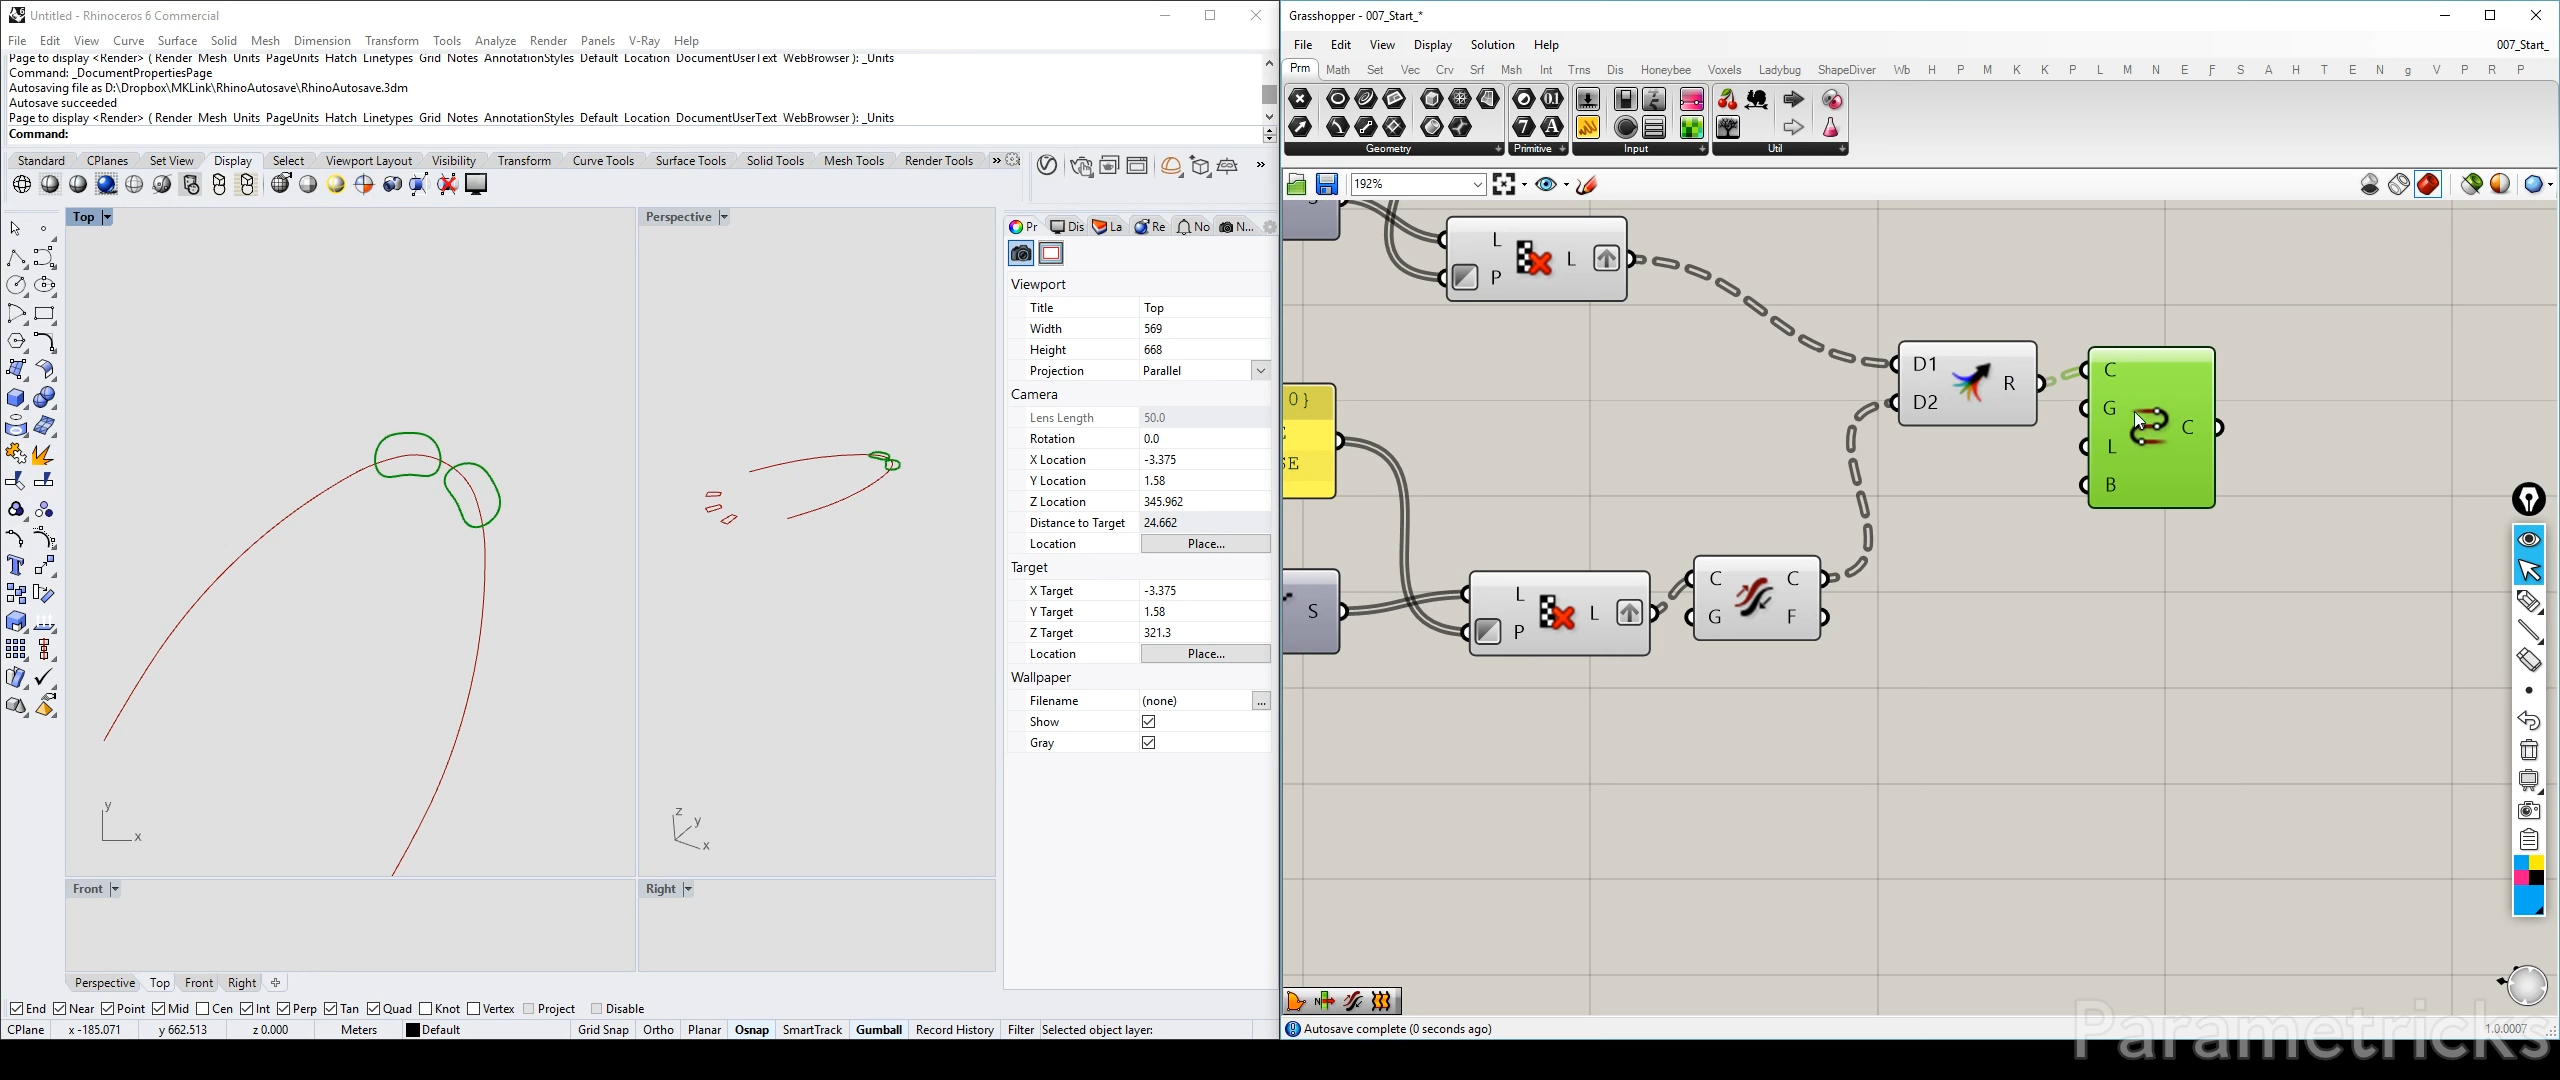 Untitled - Rhinoceros 6 Commercial
File Edit View Curve Surface Solid Mesh Dimension Transform Tools Analyze Render Panels V-Ray Help
Page to display <Render> ( Render Mesh Units PageUnits Hatch Linetypes Grid Notes AnnotationStyles Default Location DocumentUserText WebBrowser ): _Units
Command: _DocumentPropertiesPage
Autosaving file as D:\Dropbox\MKLink\RhinoAutosave\RhinoAutosave.3dm
Autosave succeeded
Page to display <Render> ( Render Mesh Units PageUnits Hatch Linetypes Grid Notes AnnotationStyles Default Location DocumentUserText WebBrowser ): _Units
Command:
Standard CPlanes Set View Display Select Viewport Layout Visibility Transform Curve Tools Surface Tools Solid Tools Mesh Tools Render Tools »
Top
Perspective
Pr Dis La Re No N...
Viewport
Title Top
Width 569
Height 668
Projection Parallel
Camera
Lens Length 50.0
Rotation 0.0
X Location -3.375
Y Location 1.58
Z Location 345.962
Distance to Target 24.662
Location Place...
Target
X Target -3.375
Y Target 1.58
Z Target 321.3
Location Place...
Wallpaper
Filename (none) ...
Show
Gray
y
x
z
y
x
Front
Right
Perspective Top Front Right
End Near Point Mid Cen Int Perp Tan Quad Knot Vertex Project Disable
CPlane x -185.071 y 662.513 z 0.000 Meters Default Grid Snap Ortho Planar Osnap SmartTrack Gumball Record History Filter Selected object layer:
Grasshopper - 007_Start_*
File Edit View Display Solution Help 007_Start_
Prm Math Set Vec Crv Srf Msh Int Trns Dis Honeybee Voxels Ladybug ShapeDiver Wb H P M K K P L M N E F S A H T E N g V P R P
Geometry Primitive Input Util
192%
L
P
L
D1
D2
R
C
G
L
B
C
0}
E
SE
S
L
P
L
C
G
C
F
Autosave complete (0 seconds ago)
1.0.0007
Parametricks